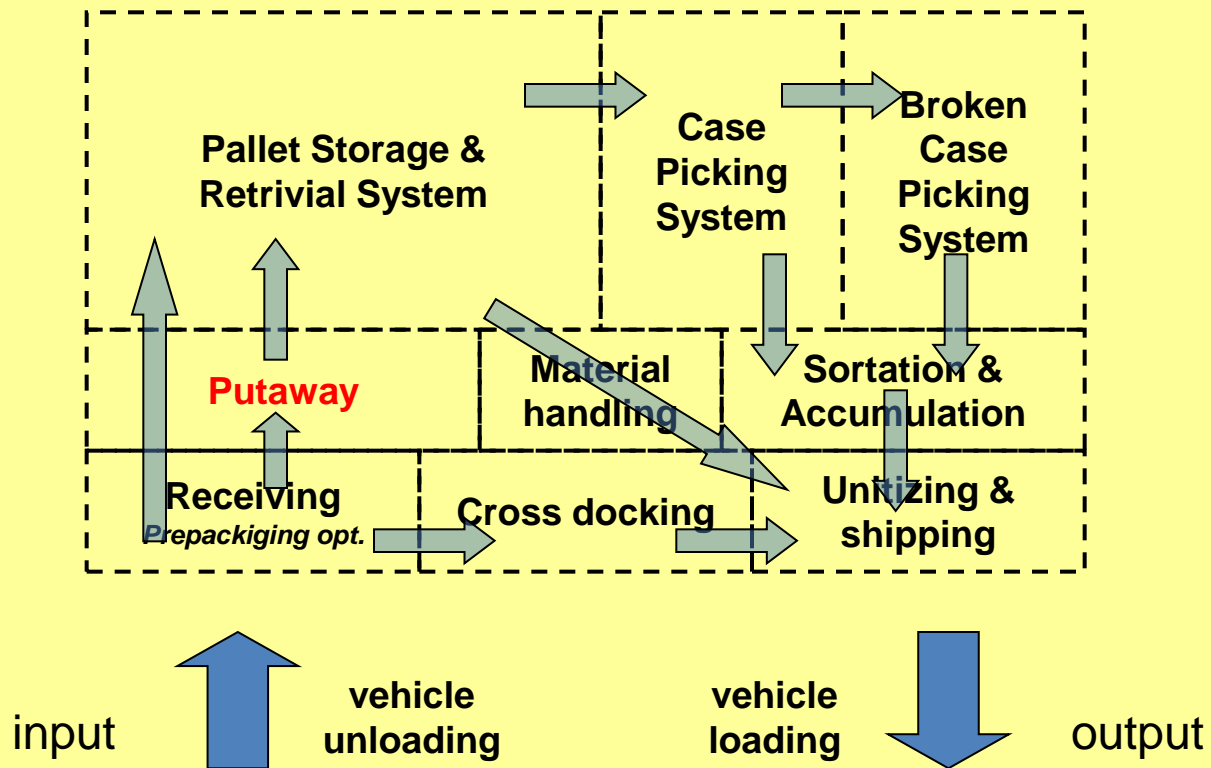 Pallet Storage &
Retrivial System
Case
Picking
System
Broken
Case
Picking
System
Putaway
Material
handling
Sortation &
Accumulation
Receiving
Prepackiging opt.
Cross docking
Unitizing &
shipping
input
vehicle
unloading
vehicle
loading
output